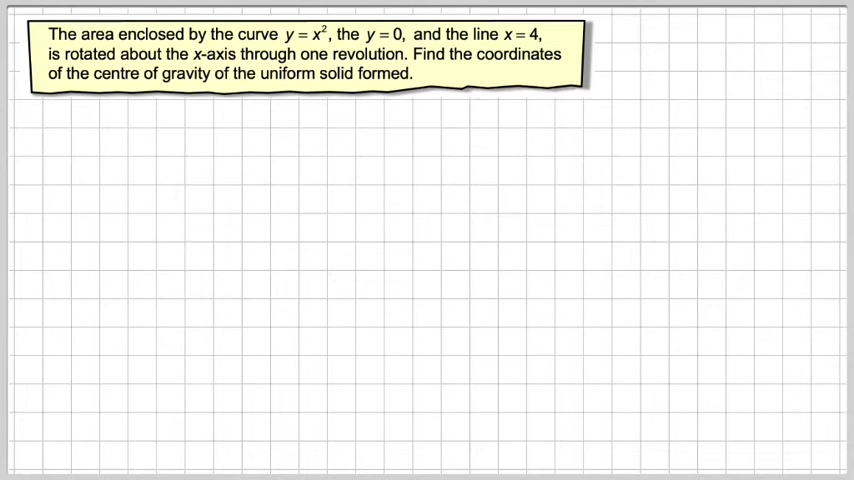 The area enclosed by the curve y = x², the y = 0, and the line x = 4,
is rotated about the x-axis through one revolution. Find the coordinates
of the centre of gravity of the uniform solid formed.